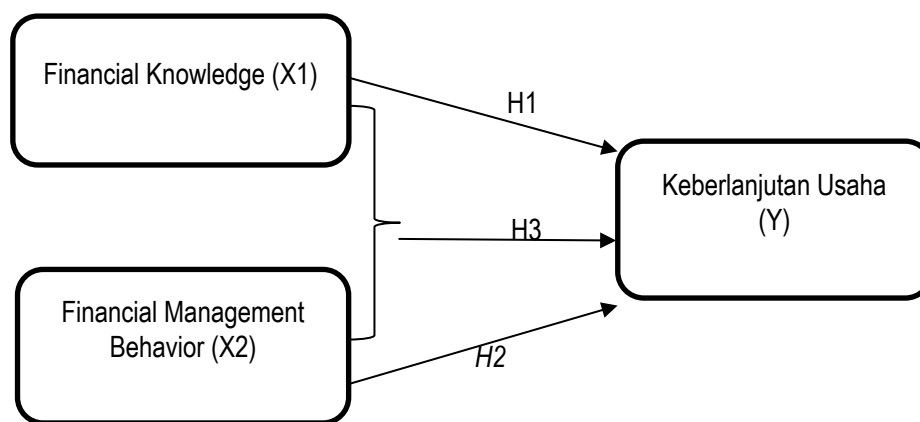 Financial Knowledge (X1)
H1
Keberlanjutan Usaha
(Y)
H3
Financial Management
Behavior (X2)
H2